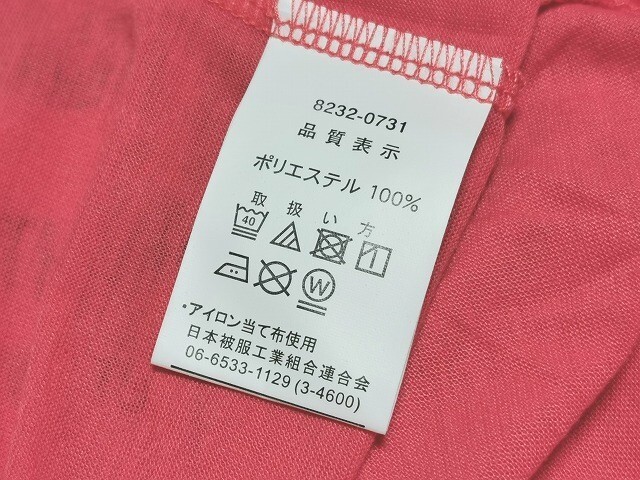 8232-0731
品質表示
ポリエステル 100%
取扱い方
40
W
・アイロン当て布使用
日本被服工業組合連合会
06-6533-1129 (3-4600)